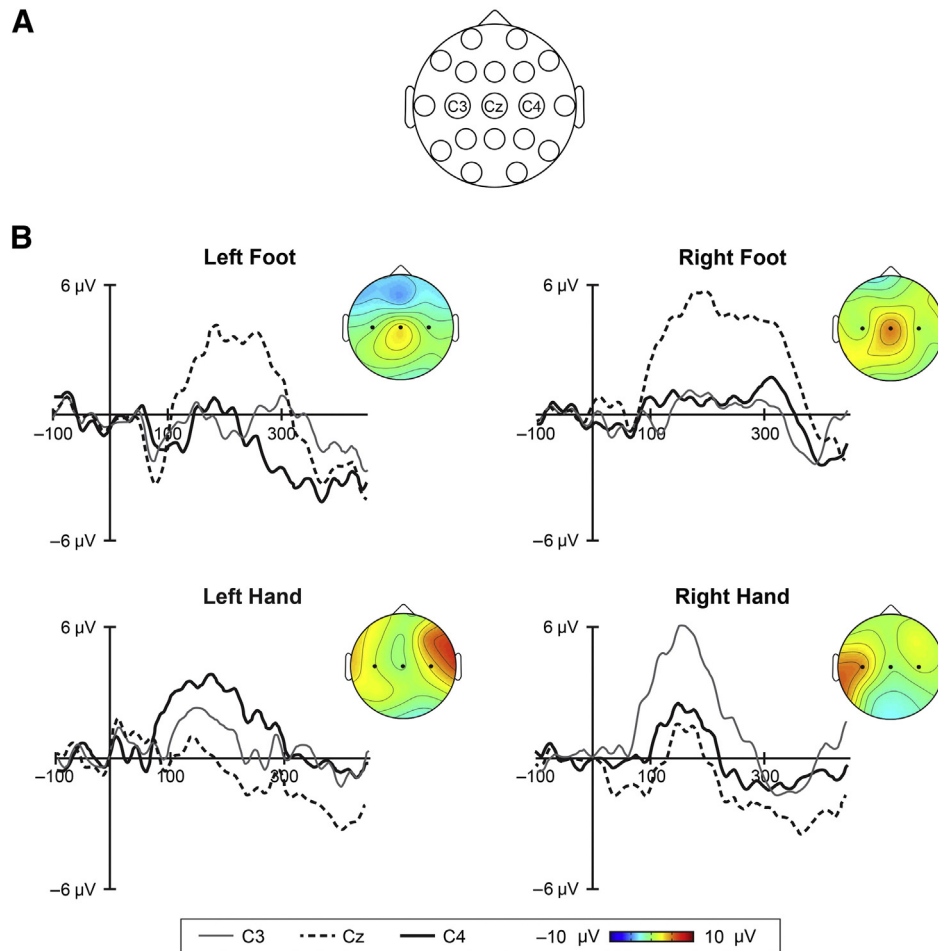 A
C3 Cz C4
B
Left Foot Right Foot
6 µV 6 µV
–100 100 300 –100 100 300
–6 µV –6 µV
Left Hand Right Hand
6 µV 6 µV
–100 100 300 –100 100 300
–6 µV –6 µV
C3 Cz C4 –10 µV 10 µV